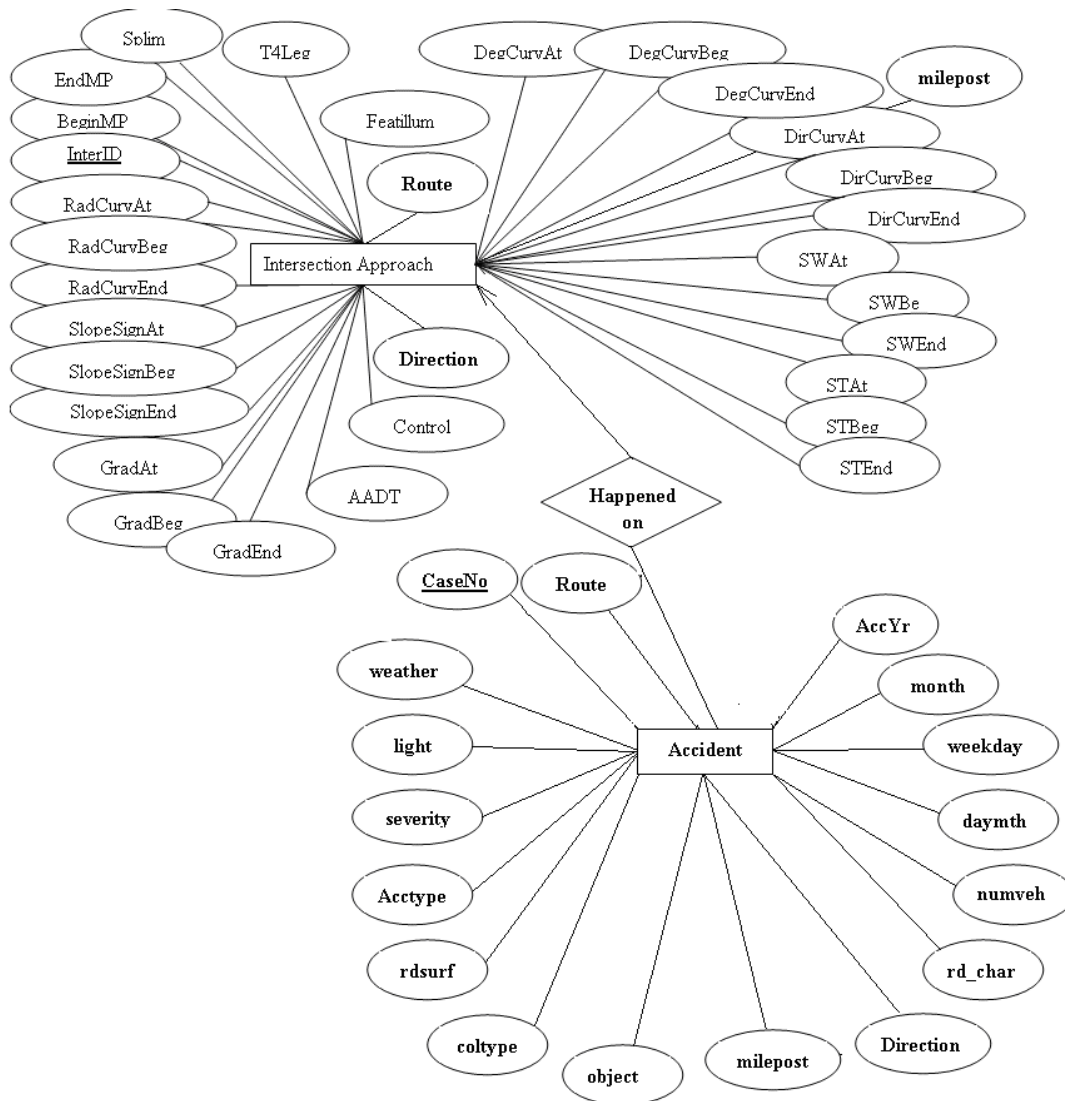 Splim
T4Leg
DegCurvAt
DegCurvBeg
EndMP
DegCurvEnd
milepost
BeginMP
Featillum
DirCurvAt
InterID
Route
DirCurvBeg
RadCurvAt
DirCurvEnd
RadCurvBeg
Intersection Approach
SWAt
RadCurvEnd
SWBe
SlopeSignAt
SWEnd
Direction
SlopeSignBeg
STAt
SlopeSignEnd
Control
STBeg
GradAt
STEnd
AADT
Happened
on
GradBeg
GradEnd
CaseNo
Route
AccYr
weather
month
light
Accident
weekday
severity
daymth
Acctype
numveh
rdsurf
rd_char
coltype
Direction
object
milepost